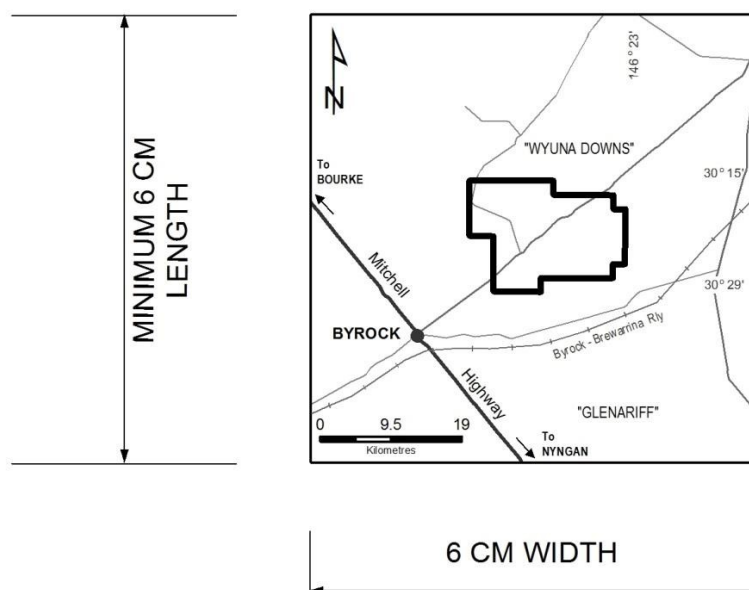 MINIMUM 6 CM
LENGTH
N
146° 23'
"WYUNA DOWNS"
To
BOURKE
30° 15'
Mitchell
30° 29'
BYROCK
Byrock - Brewarrina Rly
Highway
"GLENARIFF"
0 9.5 19
Kilometres
To
NYNGAN
6 CM WIDTH